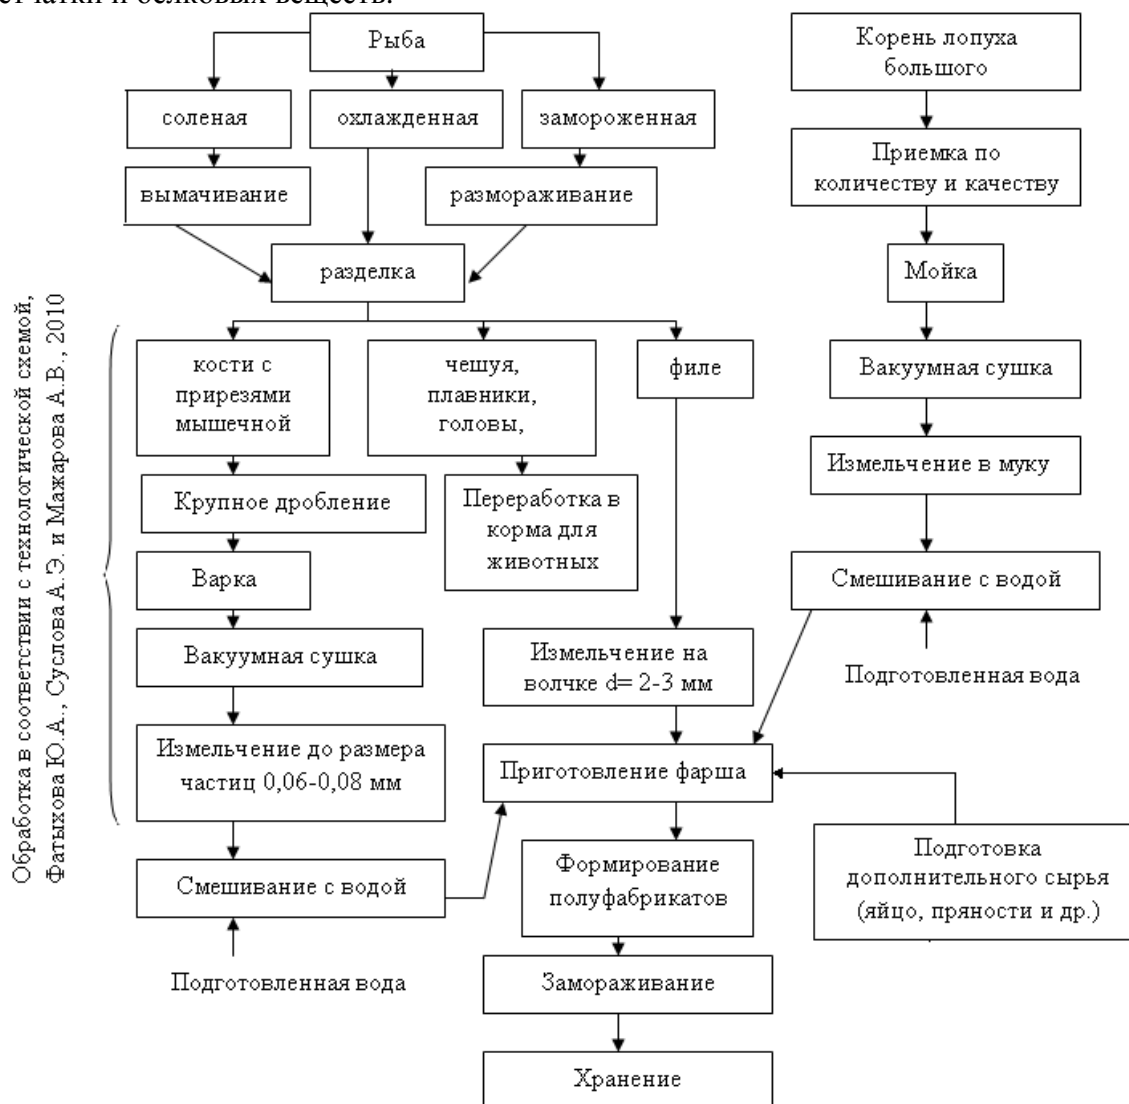 етчатки и белковых веществ.
Рыба
соленая
охлажденная
замороженная
вымачивание
размораживание
разделка
кости с
прирезями
мышечной
чешуя,
плавники,
головы,
филе
Крупное дробление
Переработка в
корма для
животных
Варка
Вакуумная сушка
Измельчение на
волчке d= 2-3 мм
Измельчение до размера
частиц 0,06-0,08 мм
Приготовление фарша
Смешивание с водой
Подготовленная вода
Формирование
полуфабрикатов
Замораживание
Хранение
Корень лопуха
большого
Приемка по
количеству и качеству
Мойка
Вакуумная сушка
Измельчение в муку
Смешивание с водой
Подготовленная вода
Подготовка
дополнительного сырья
(яйцо, пряности и др.)
Обработка в соответствии с технологической схемой,
Фатыхова Ю.А., Суслова А.Э. и Мажарова А.В., 2010